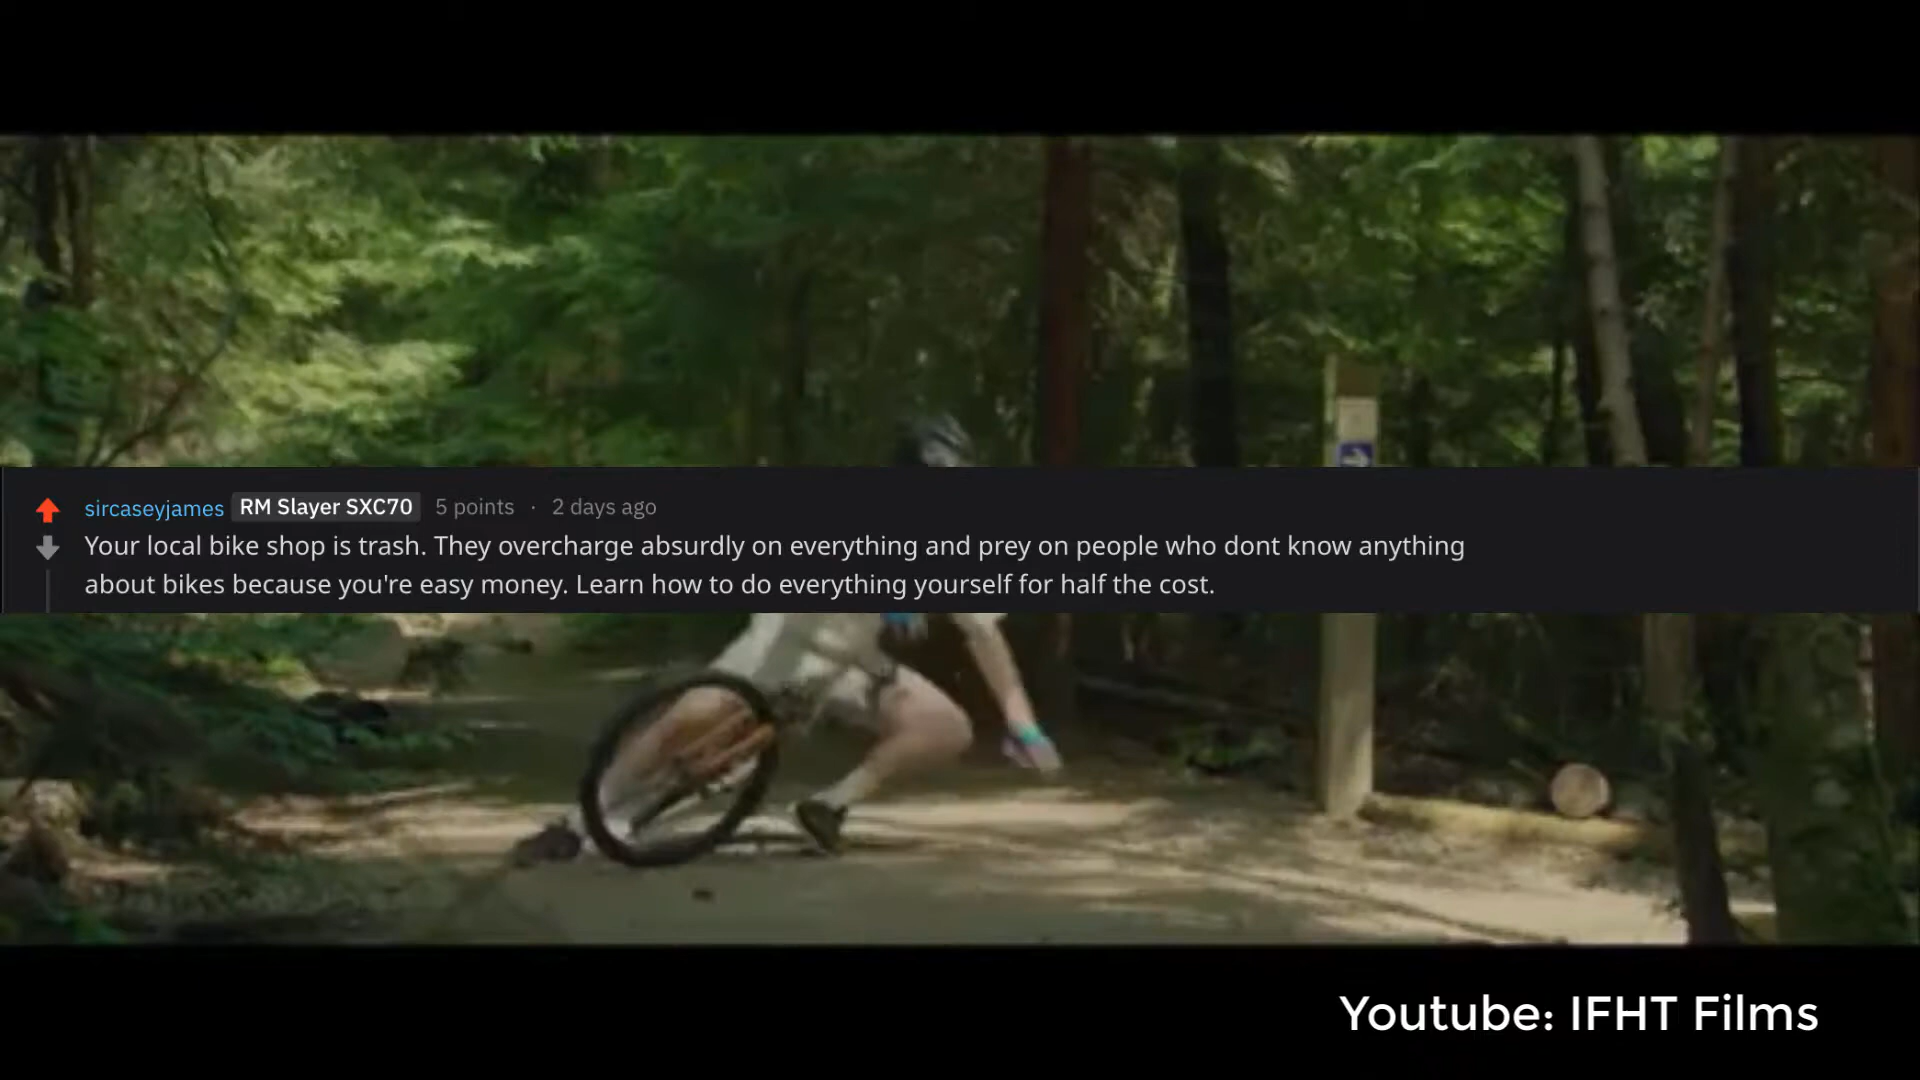 sircaseyjames RM Slayer SXC70 5 points · 2 days ago
Your local bike shop is trash. They overcharge absurdly on everything and prey on people who dont know anything
about bikes because you're easy money. Learn how to do everything yourself for half the cost.
Youtube: IFHT Films